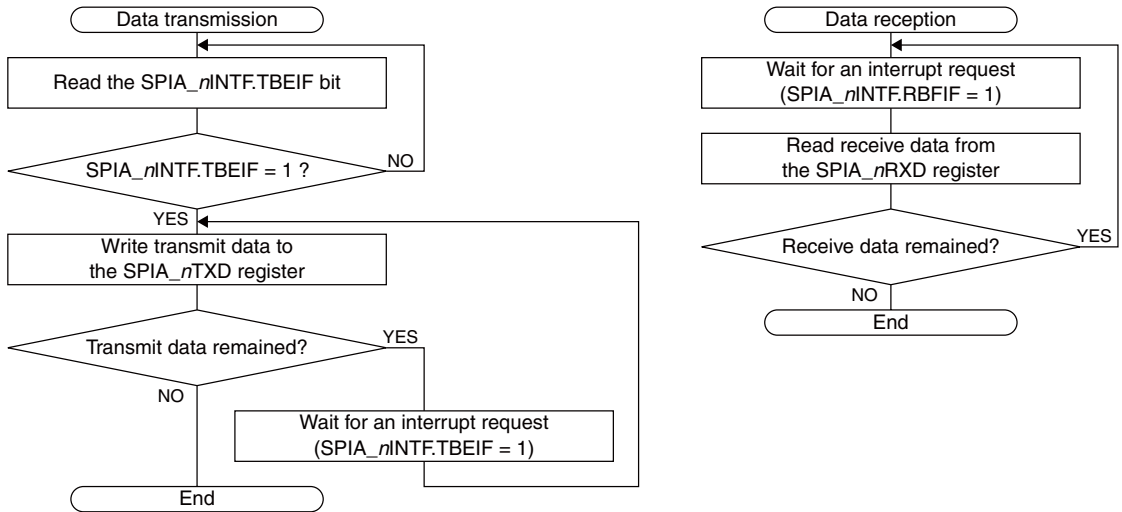 Data transmission
Read the SPIA_nINTF.TBEIF bit
SPIA_nINTF.TBEIF = 1 ?
NO
YES
Write transmit data to
the SPIA_nTXD register
Transmit data remained?
YES
NO
Wait for an interrupt request
(SPIA_nINTF.TBEIF = 1)
End
Data reception
Wait for an interrupt request
(SPIA_nINTF.RBFIF = 1)
Read receive data from
the SPIA_nRXD register
Receive data remained?
YES
NO
End